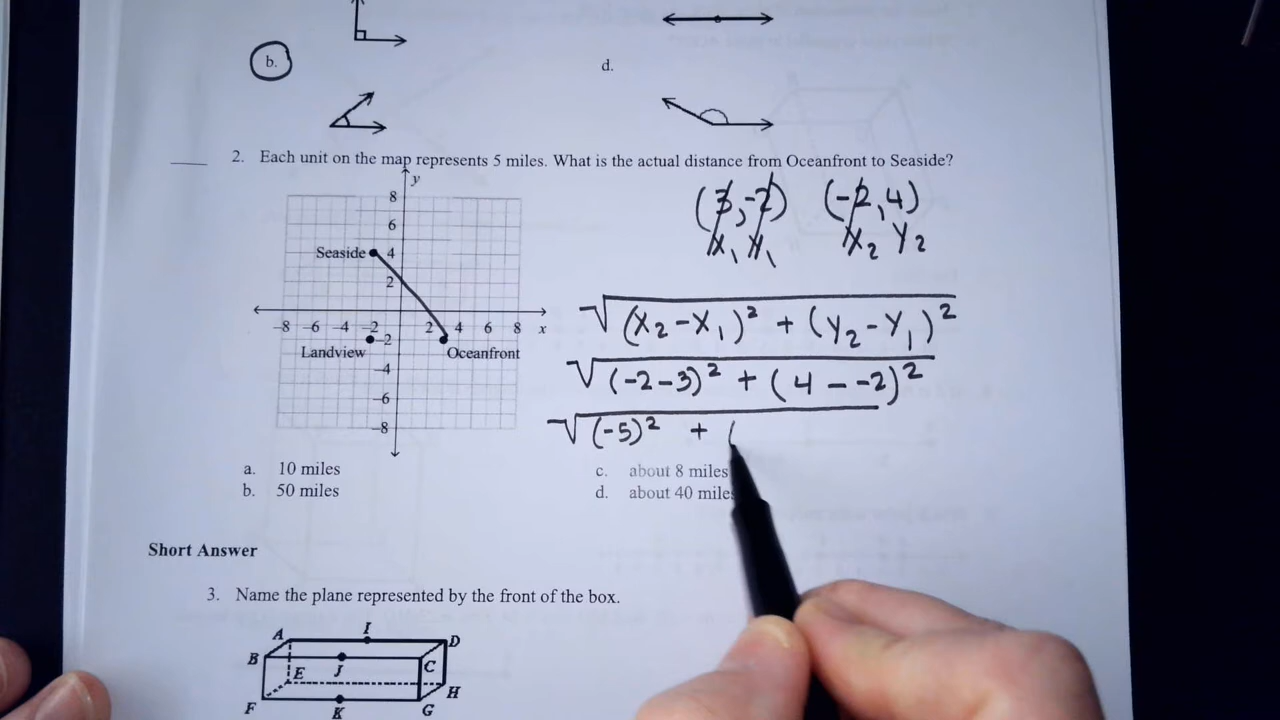 b.
d.
2. Each unit on the map represents 5 miles. What is the actual distance from Oceanfront to Seaside?
y
8
6
Seaside 4
2
-8 -6 -4 -2 2 4 6 8 x
-2
Landview Oceanfront
-4
-6
-8
(3,-2) (-2,4)
X₁ Y₁ X₂ Y₂
√(X₂-X₁)² + (Y₂-Y₁)²
√(-2-3)² + (4--2)²
√(-5)² + (
a. 10 miles
c. about 8 miles
b. 50 miles
d. about 40 miles
Short Answer
3. Name the plane represented by the front of the box.
A I D
B J C
E H
F K G